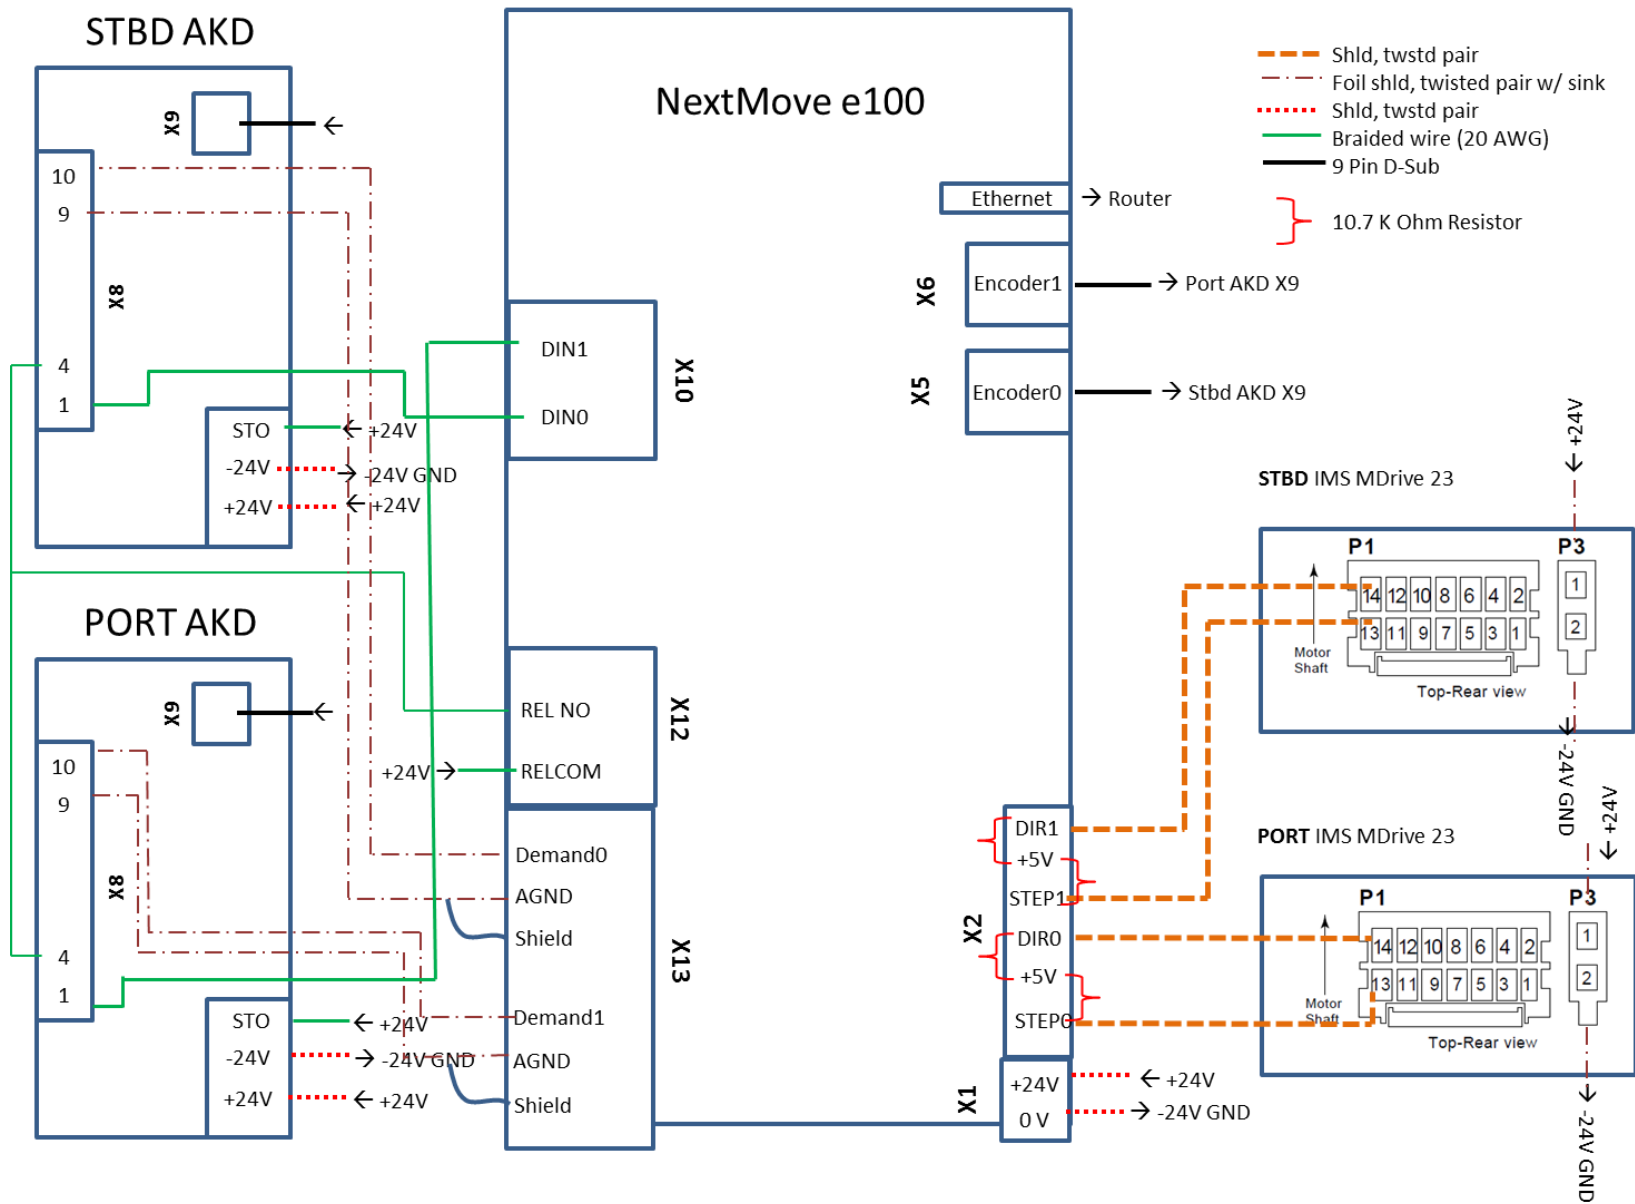 STBD AKD
X9
10
9
X8
4
1
STO
+24V
-24V
-24V GND
+24V
+24V
PORT AKD
X9
10
9
X8
4
1
STO
+24V
-24V
-24V GND
+24V
+24V
NextMove e100
Ethernet
Router
X6
Encoder1
Port AKD X9
X5
Encoder0
Stbd AKD X9
DIN1
DIN0
X10
REL NO
+24V
RELCOM
X12
Demand0
AGND
Shield
X13
Demand1
AGND
Shield
X2
DIR1
+5V
STEP1
DIR0
+5V
STEP0
X1
+24V
0 V
+24V
-24V GND
Shld, twstd pair
Foil shld, twisted pair w/ sink
Shld, twstd pair
Braided wire (20 AWG)
9 Pin D-Sub
10.7 K Ohm Resistor
+24V
STBD IMS MDrive 23
P1
P3
14 12 10 8 6 4 2
1
13 11 9 7 5 3 1
2
Motor
Shaft
Top-Rear view
-24V GND
+24V
PORT IMS MDrive 23
P1
P3
14 12 10 8 6 4 2
1
13 11 9 7 5 3 1
2
Motor
Shaft
Top-Rear view
-24V GND